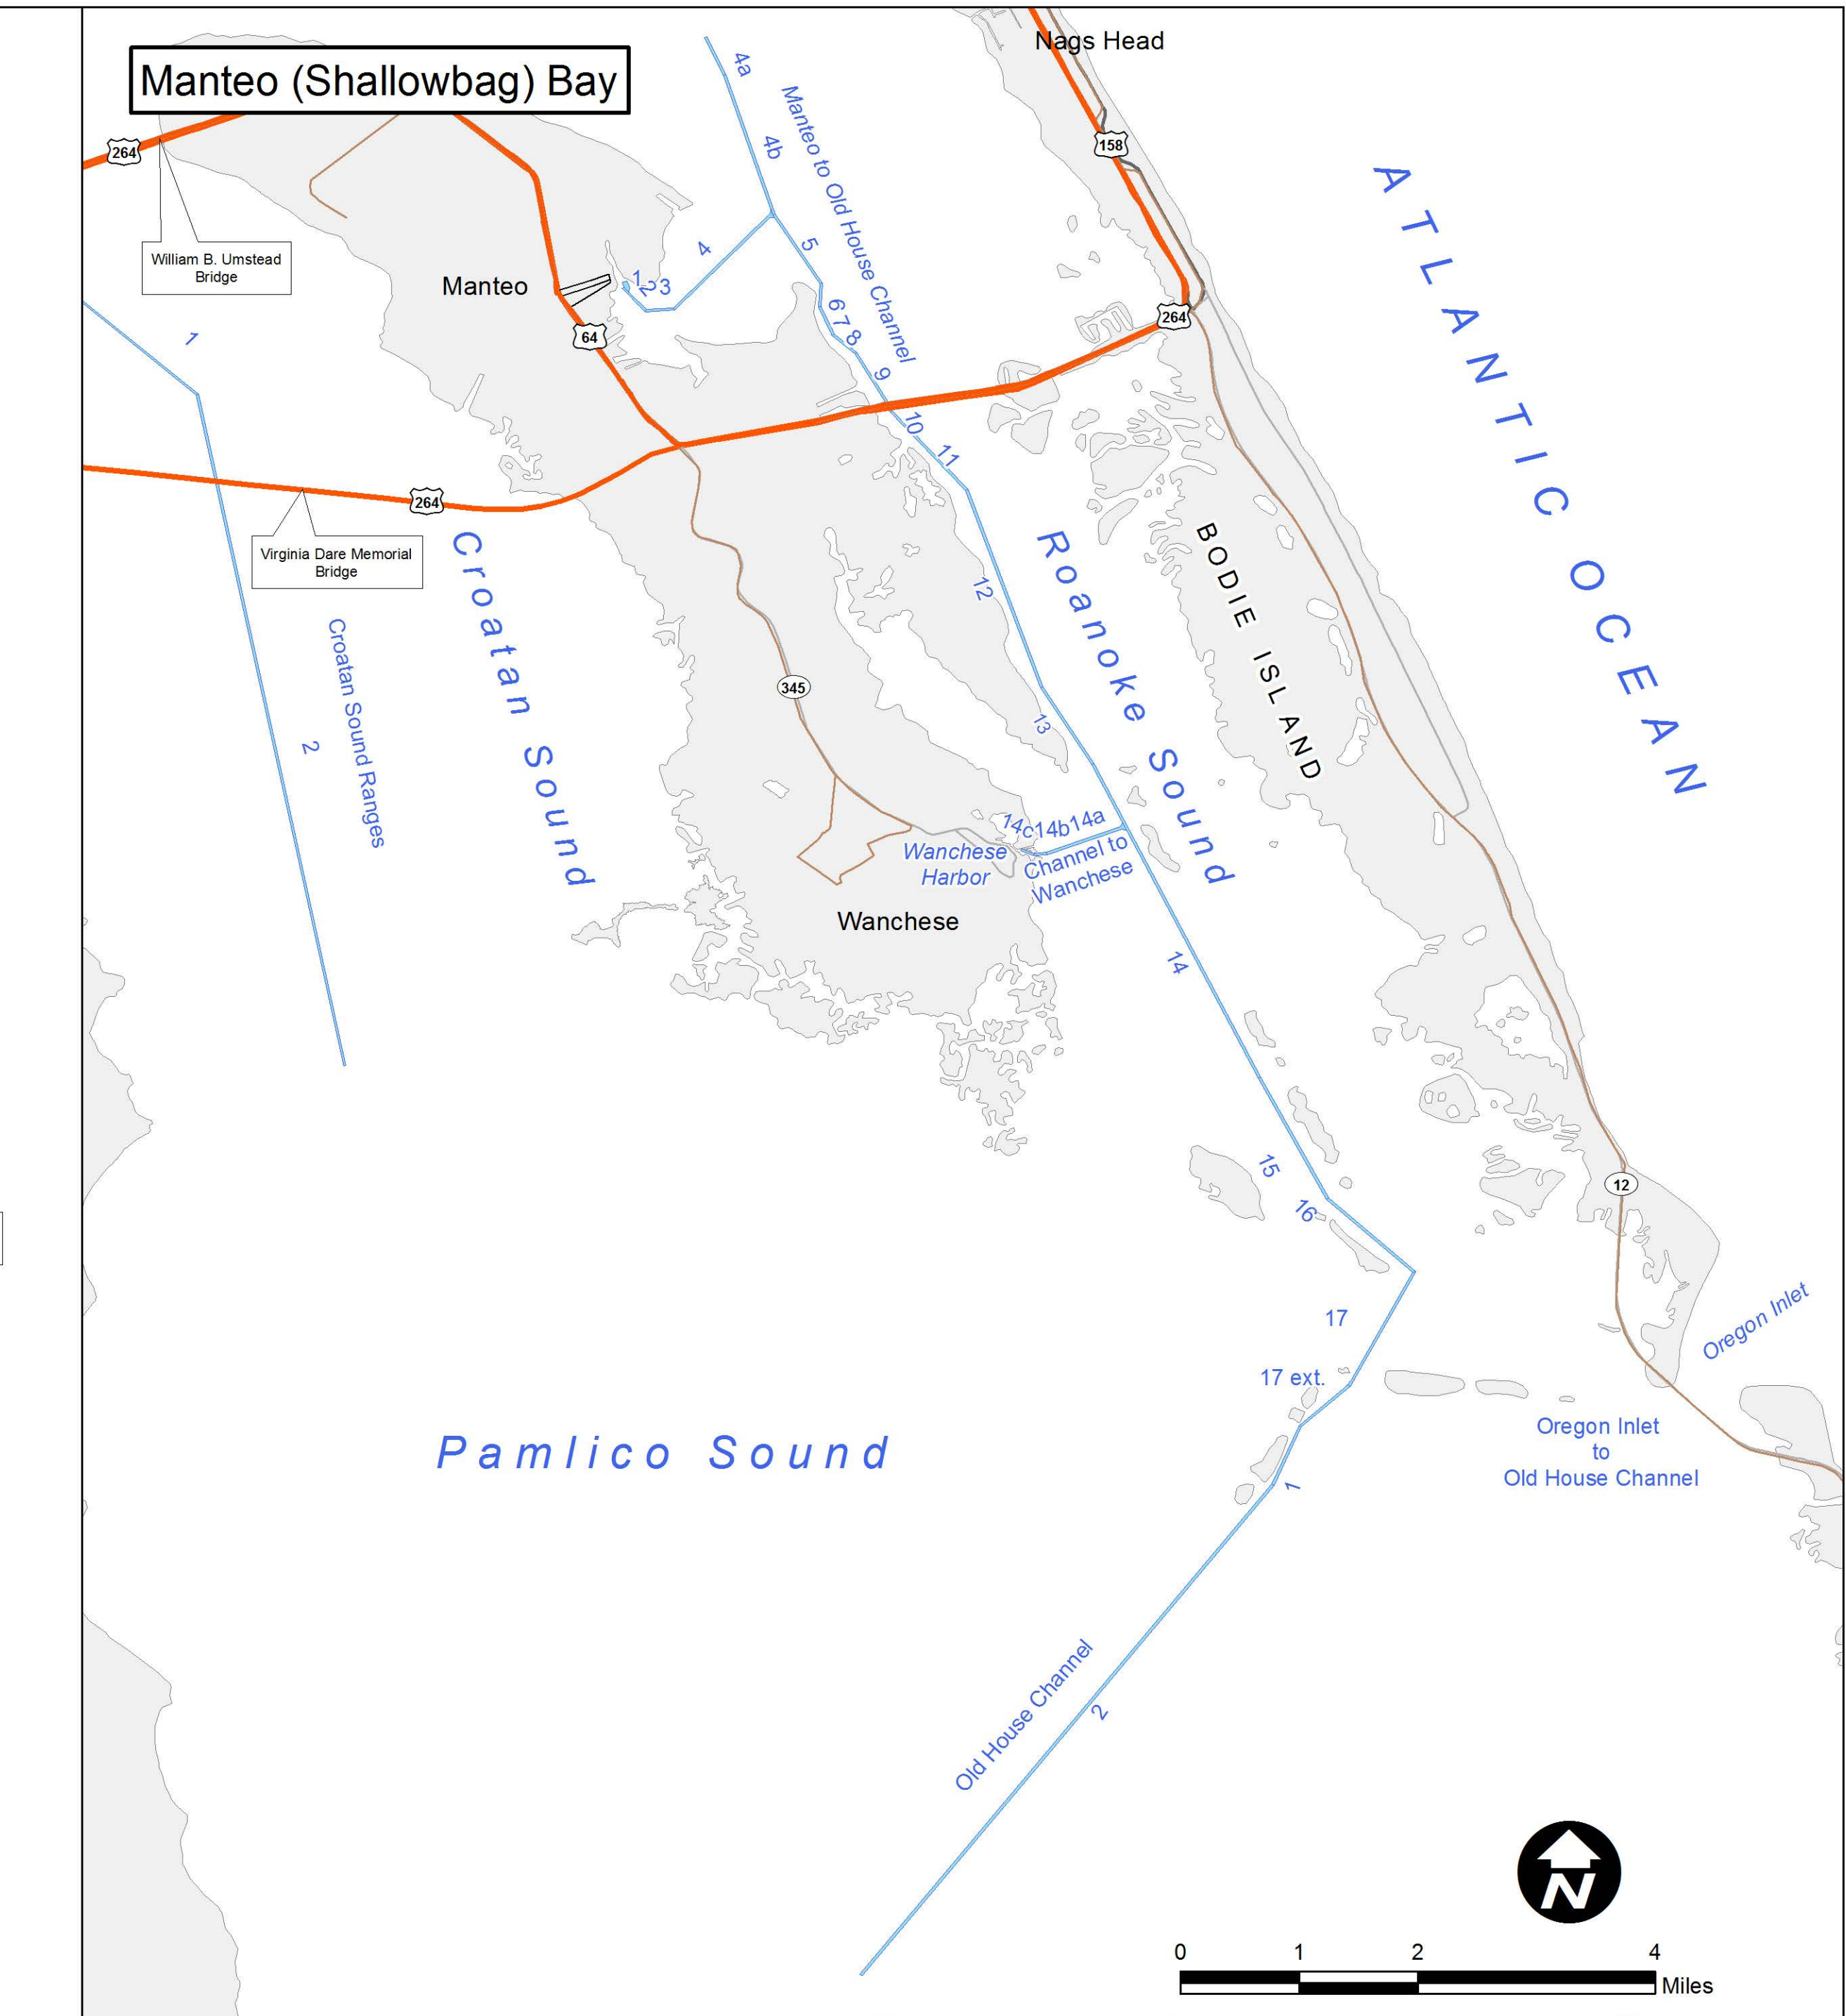 Manteo (Shallowbag) Bay
Nags Head
4a
4b
Manteo to Old House Channel
158
264
William B. Umstead
Bridge
Manteo
1
2
3
4
5
6
7
8
9
10
11
264
64
1
264
Virginia Dare Memorial
Bridge
ATLANTIC OCEAN
Croatan Sound
Croatan Sound Ranges
2
12
Roanoke Sound
BODIE ISLAND
345
13
14c
14b
14a
Wanchese
Harbor
Channel to
Wanchese
Wanchese
14
15
16
12
17
17 ext.
Oregon Inlet
Oregon Inlet
to
Old House Channel
Pamlico Sound
1
Old House Channel
2
N
0 1 2 4
Miles